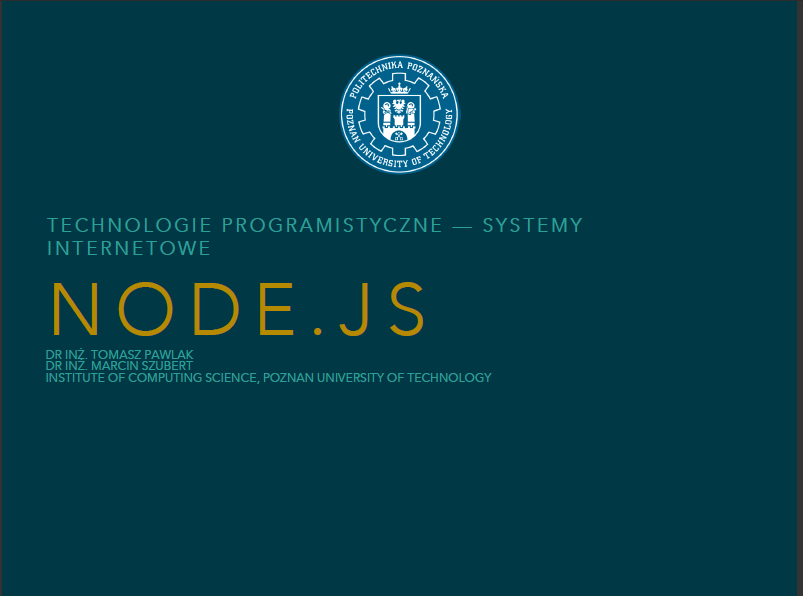 POLITECHNIKA POZNAŃSKA
POZNAN UNIVERSITY OF TECHNOLOGY
TECHNOLOGIE PROGRAMISTYCZNE — SYSTEMY
INTERNETOWE
NODE.JS
DR INŻ. TOMASZ PAWLAK
DR INŻ. MARCIN SZUBERT
INSTITUTE OF COMPUTING SCIENCE, POZNAN UNIVERSITY OF TECHNOLOGY